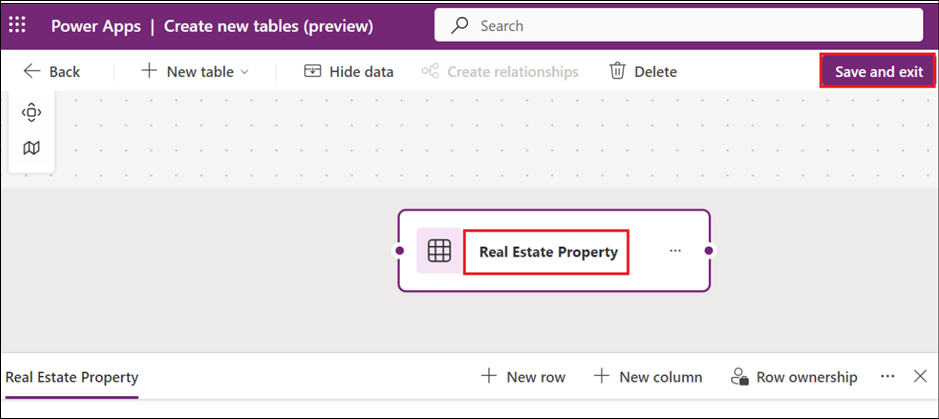 Power Apps | Create new tables (preview) Search
Back New table Hide data Create relationships Delete Save and exit
Real Estate Property ...
Real Estate Property New row New column Row ownership ...